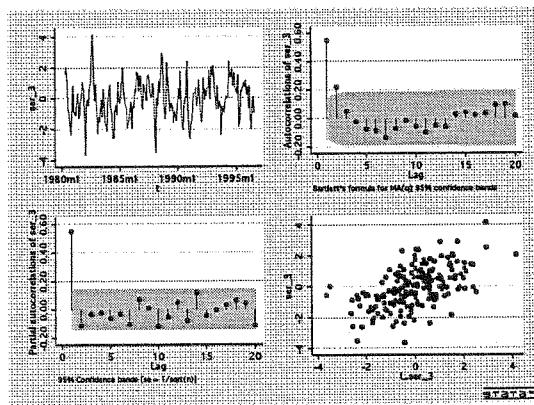 ser_3
4
2
0
-2
-4
1980m1 1985m1 1990m1 1995m1
t
Autocorrelations of ser_3
0.60
0.40
0.20
0.00
-0.20
0 5 10 15 20
Lag
Bartlett's formula for MA(q) 95% confidence bands
Partial autocorrelations of ser_3
0.60
0.40
0.20
0.00
-0.20
0 5 10 15 20
Lag
95% Confidence bands [se = 1/sqrt(n)]
ser_3
4
2
0
-2
-4
-4 -2 0 2 4
l_ser_3
STATA